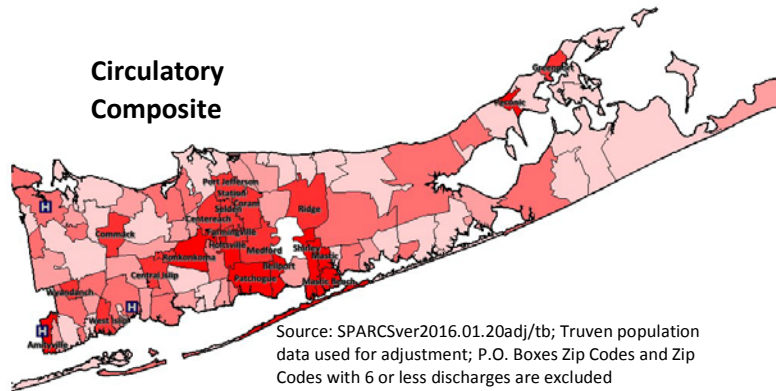 Circulatory
Composite
Greenport
Peconic
Port Jefferson
Station
Coram
Selden
Centereach
Ridge
Commack
Farmingville
Holtsville
Medford
Shirley
Mastic
Ronkonkoma
Bellport
Central Islip
Patchogue
Mastic Beach
Wyandanch
H
H
H
West Islip
Amityville
Source: SPARCSver2016.01.20adj/tb; Truven population
data used for adjustment; P.O. Boxes Zip Codes and Zip
Codes with 6 or less discharges are excluded